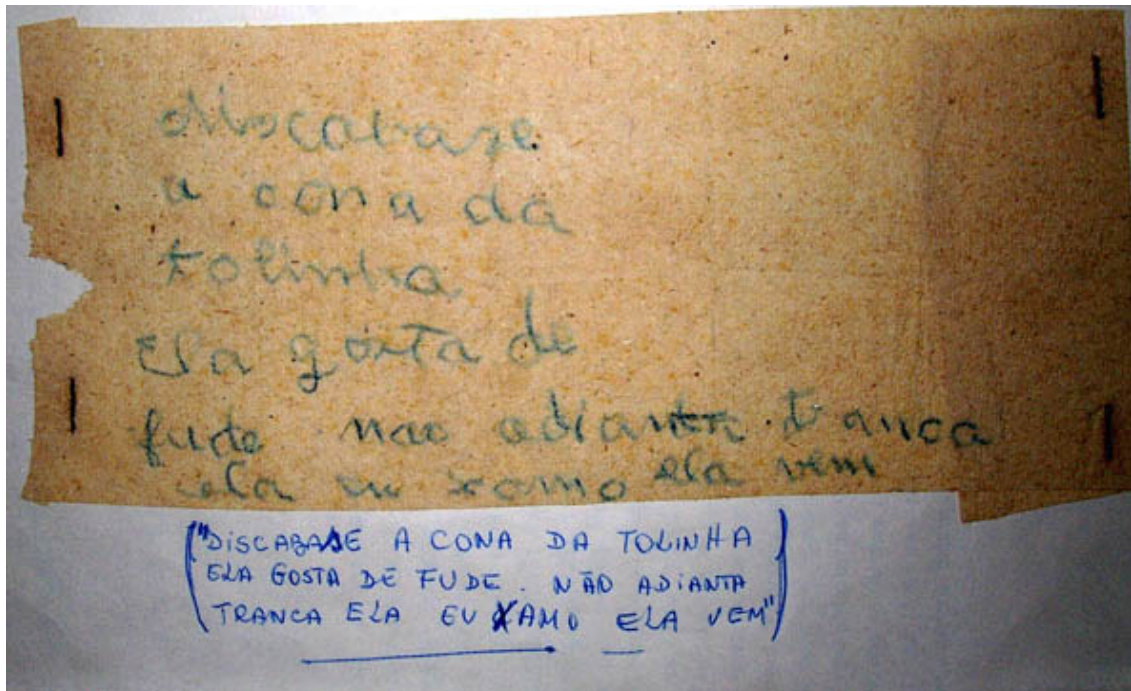 discabaze
a cona da
tolinha
Ela gosta de
fude nao adianta tranca
ela eu xamo ela vem
("DISCABASE A CONA DA TOLINHA
ELA GOSTA DE FUDE. NÃO ADIANTA
TRANCA ELA EU XAMO ELA VEM")